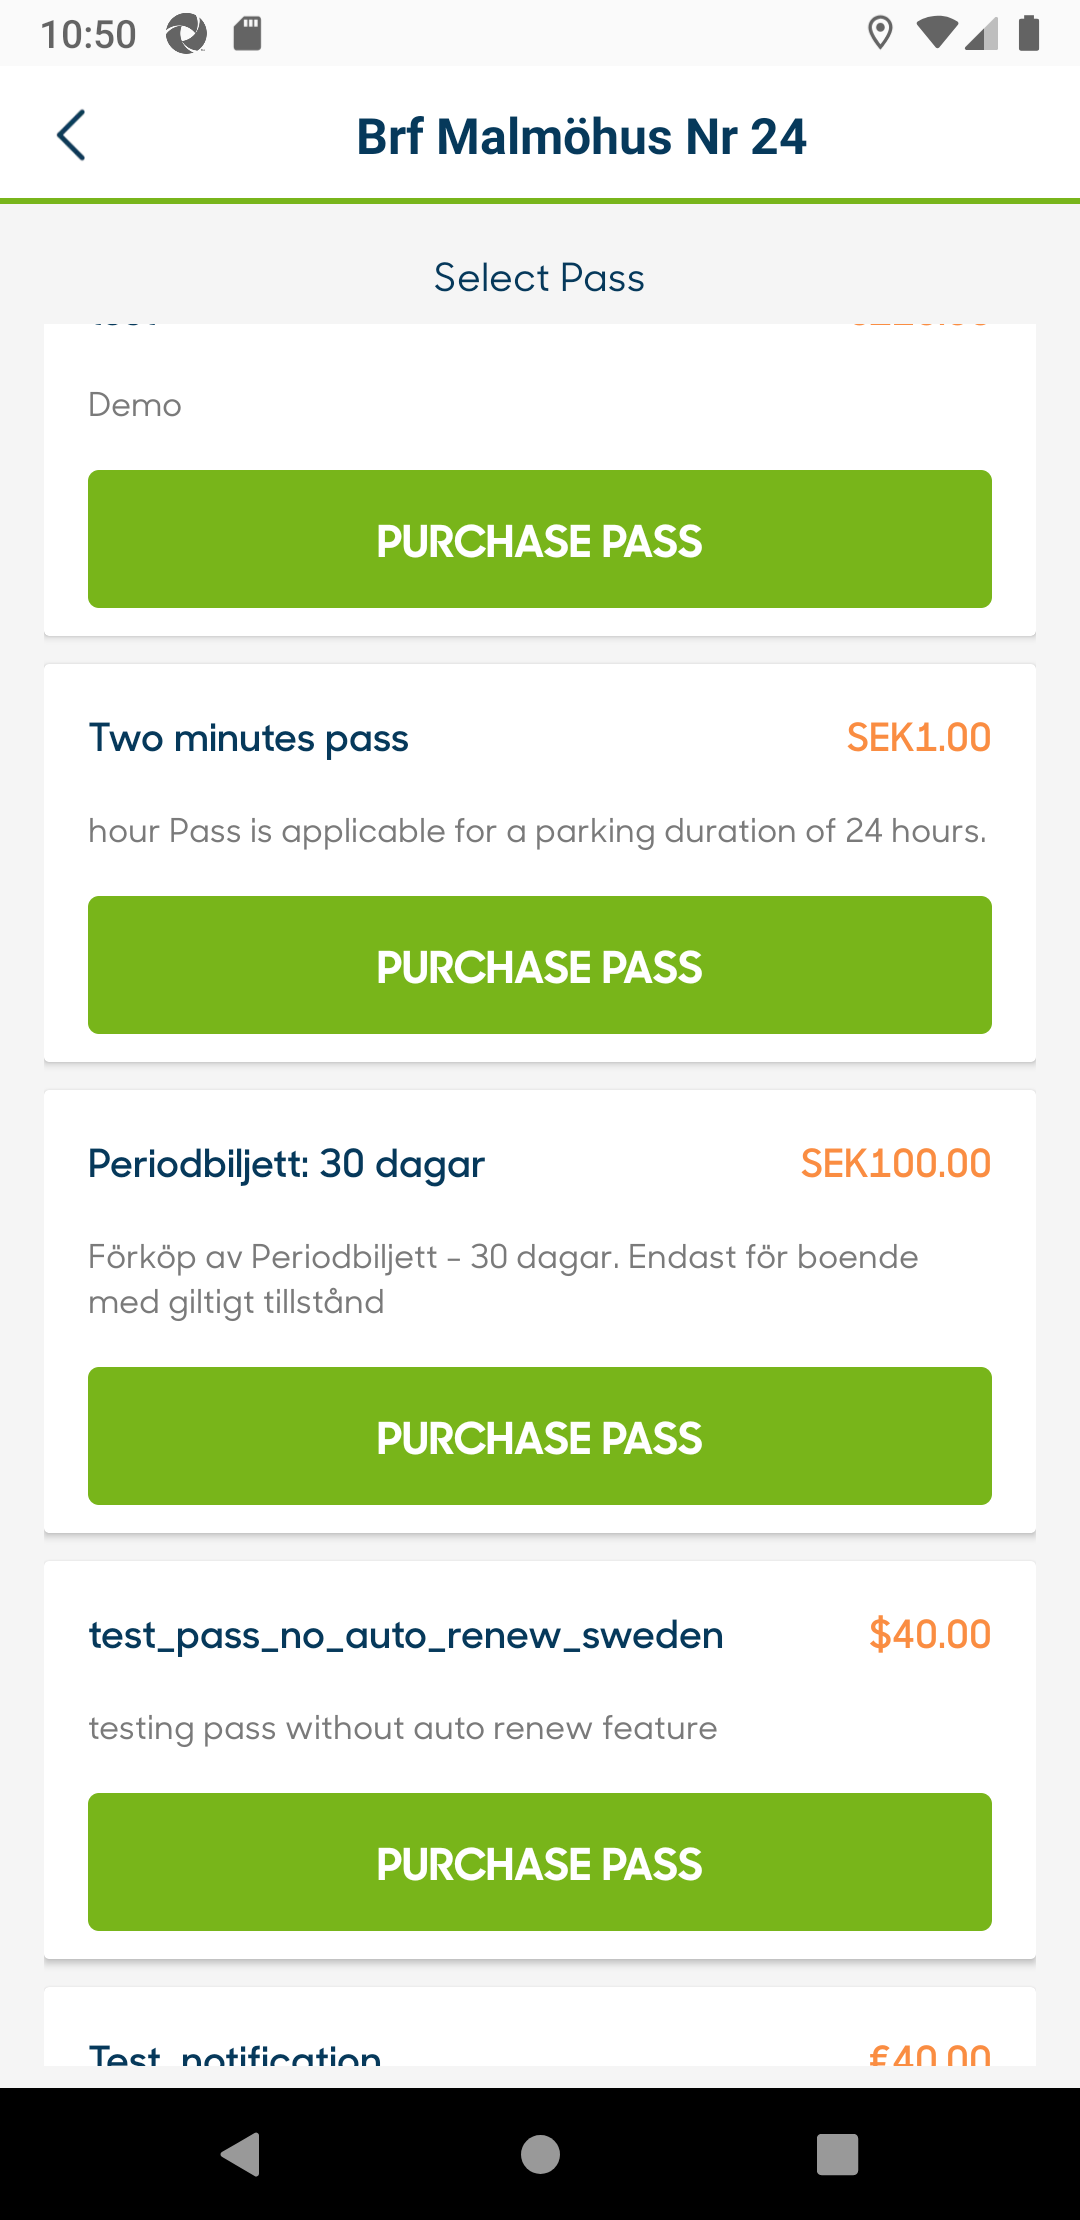 10:50
Brf Malmöhus Nr 24
Select Pass
Demo
PURCHASE PASS
Two minutes pass SEK1.00
hour Pass is applicable for a parking duration of 24 hours.
PURCHASE PASS
Periodbiljett: 30 dagar SEK100.00
Förköp av Periodbiljett - 30 dagar. Endast för boende
med giltigt tillstånd
PURCHASE PASS
test_pass_no_auto_renew_sweden $40.00
testing pass without auto renew feature
PURCHASE PASS
Test_notification £40.00